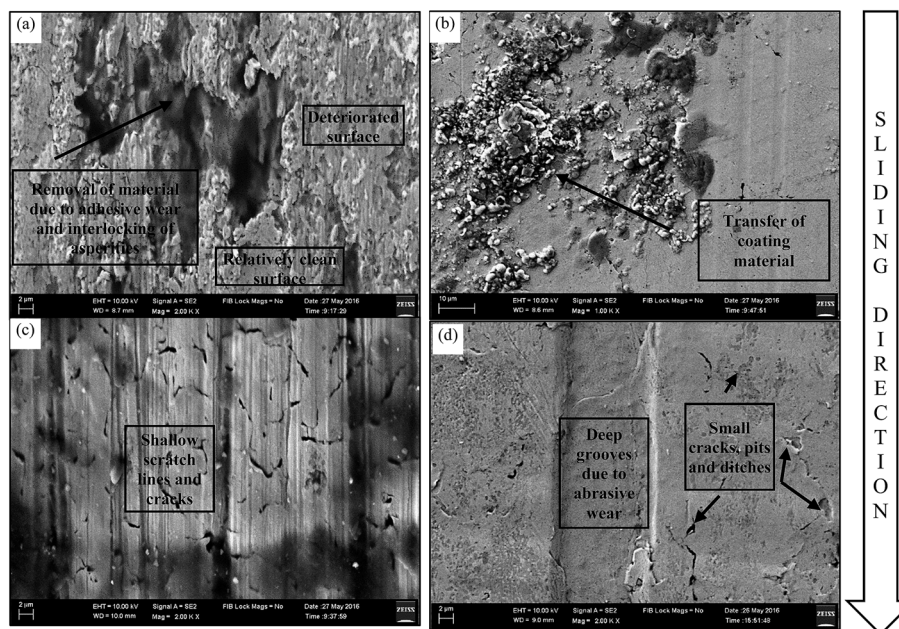 (a)
Deteriorated
surface
Removal of material
due to adhesive wear
and interlocking of
asperities
Relatively clean
surface
2 µm
EHT = 10.00 kV
WD = 8.7 mm
Signal A = SE2
Mag = 2.00 K X
FIB Lock Mags = No
Date :27 May 2016
Time :9:17:29
ZEISS
(b)
Transfer of
coating
material
10 µm
EHT = 10.00 kV
WD = 8.6 mm
Signal A = SE2
Mag = 1.00 K X
FIB Lock Mags = No
Date :27 May 2016
Time :9:47:51
ZEISS
(c)
Shallow
scratch
lines and
cracks
2 µm
EHT = 10.00 kV
WD = 10.0 mm
Signal A = SE2
Mag = 2.00 K X
FIB Lock Mags = No
Date :27 May 2016
Time :9:37:59
ZEISS
(d)
Deep
grooves
due to
abrasive
wear
Small
cracks, pits
and ditches
2 µm
EHT = 10.00 kV
WD = 9.0 mm
Signal A = SE2
Mag = 2.00 K X
FIB Lock Mags = No
Date :26 May 2016
Time :15:51:49
ZEISS
SLIDING DIRECTION